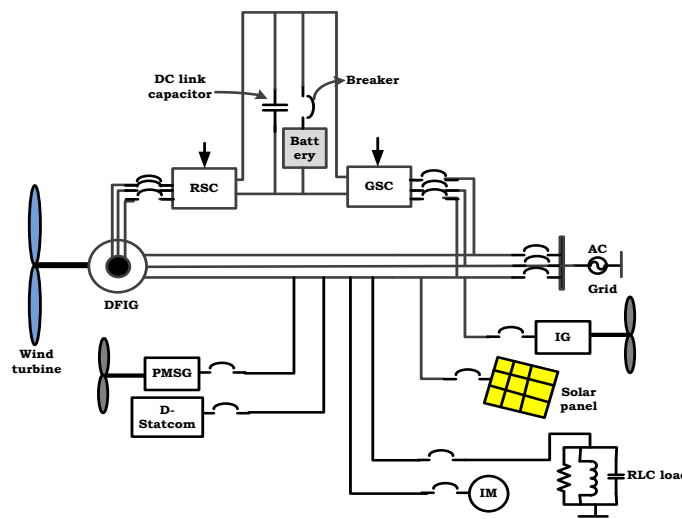 DC link
capacitor
Breaker
Batt
ery
RSC
GSC
AC
Grid
DFIG
Wind
turbine
IG
PMSG
Solar
panel
D-
Statcom
RLC load
IM